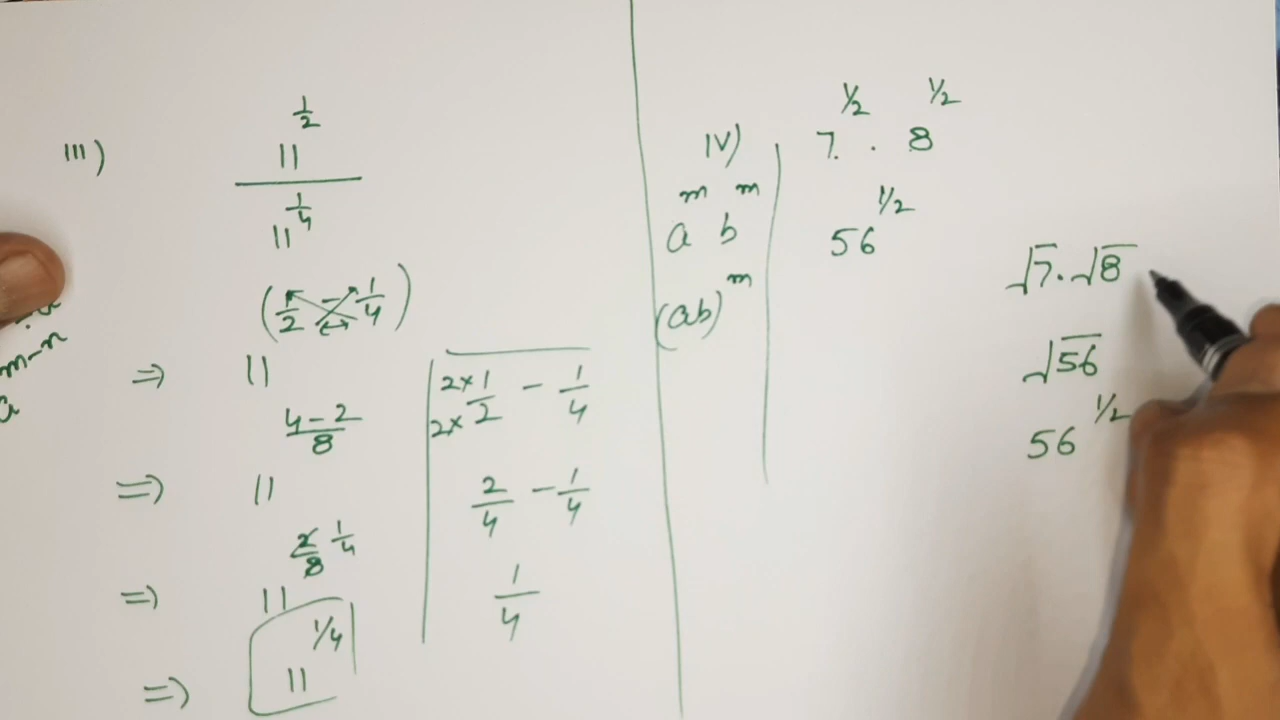 III) 11^{1/2} / 11^{1/4}
m-n
a
⇒ 11^{(1/2 - 1/4)}
⇒ 11^{(4-2)/8}
⇒ 11^{2/8 1/4}
⇒ 11^{1/4}
2×1/2×2 - 1/4
2/4 - 1/4
1/4
IV) 7^{1/2} . 8^{1/2}
a^m b^m
56^{1/2}
(ab)^m
√7.√8
√56
56^{1/2}